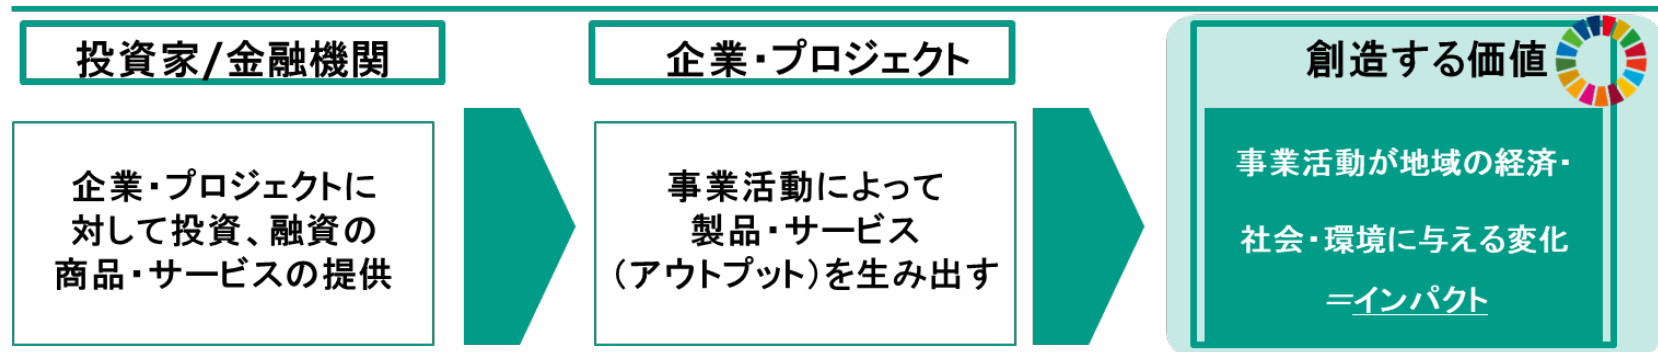 投資家/金融機関
企業・プロジェクトに
対して投資、融資の
商品・サービスの提供
企業・プロジェクト
事業活動によって
製品・サービス
（アウトプット）を生み出す
創造する価値
事業活動が地域の経済・
社会・環境に与える変化
＝インパクト